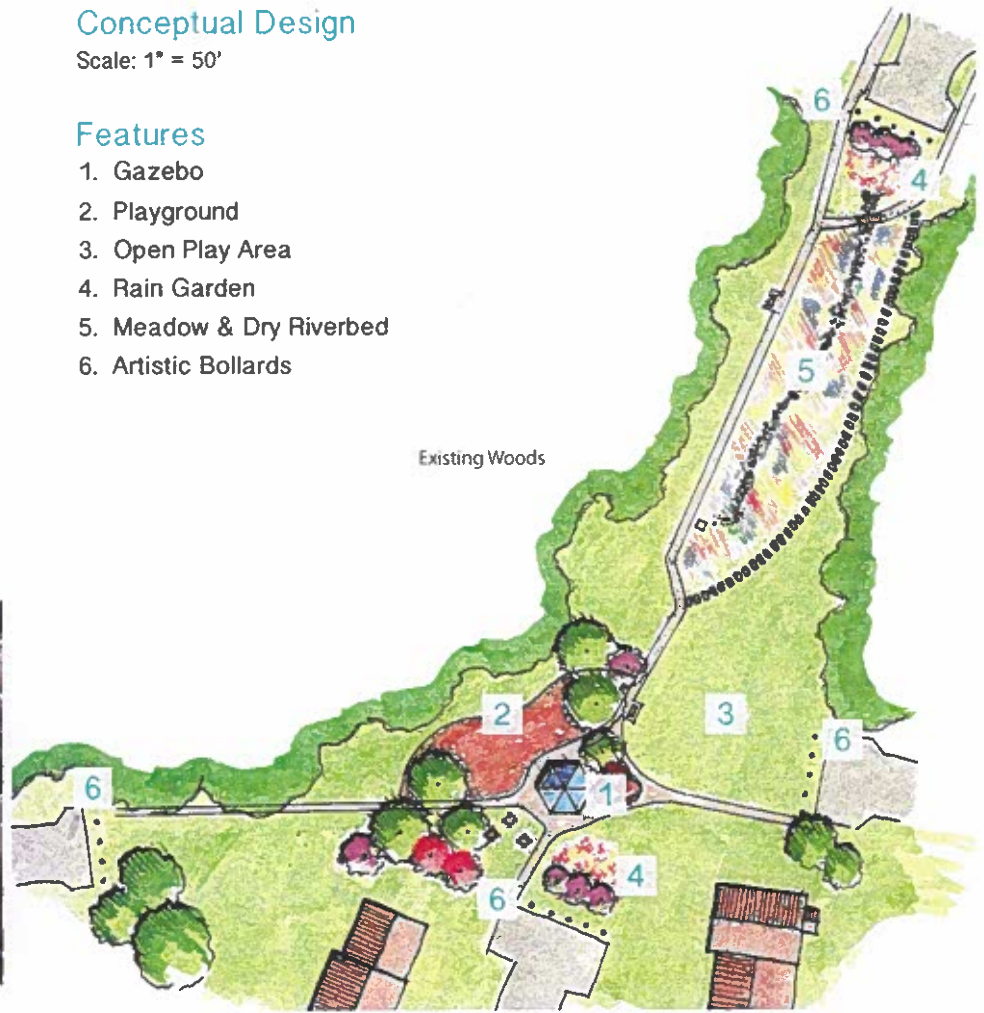 Conceptual Design
Scale: 1" = 50'
Features
1. Gazebo
2. Playground
3. Open Play Area
4. Rain Garden
5. Meadow & Dry Riverbed
6. Artistic Bollards
6
4
5
Existing Woods
2
3
6
6
1
4
6